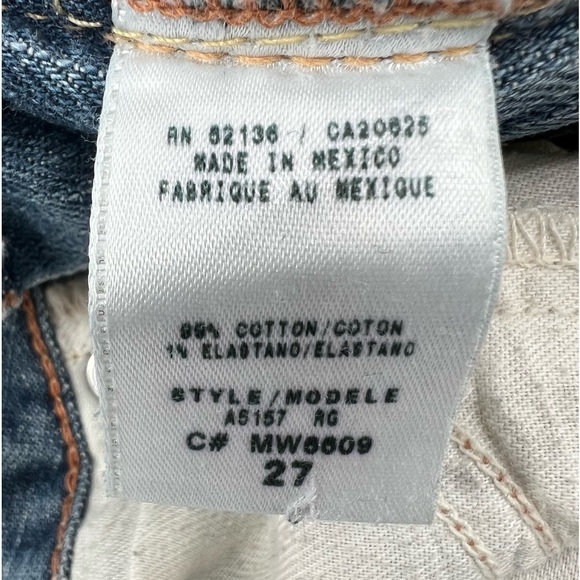 RN 62136 / CA20625
MADE IN MEXICO
FABRIQUE AU MEXIQUE
99% COTTON/COTON
1% ELASTANO/ELASTANO
STYLE/MODELE
A5157 RG
C# MW6609
27